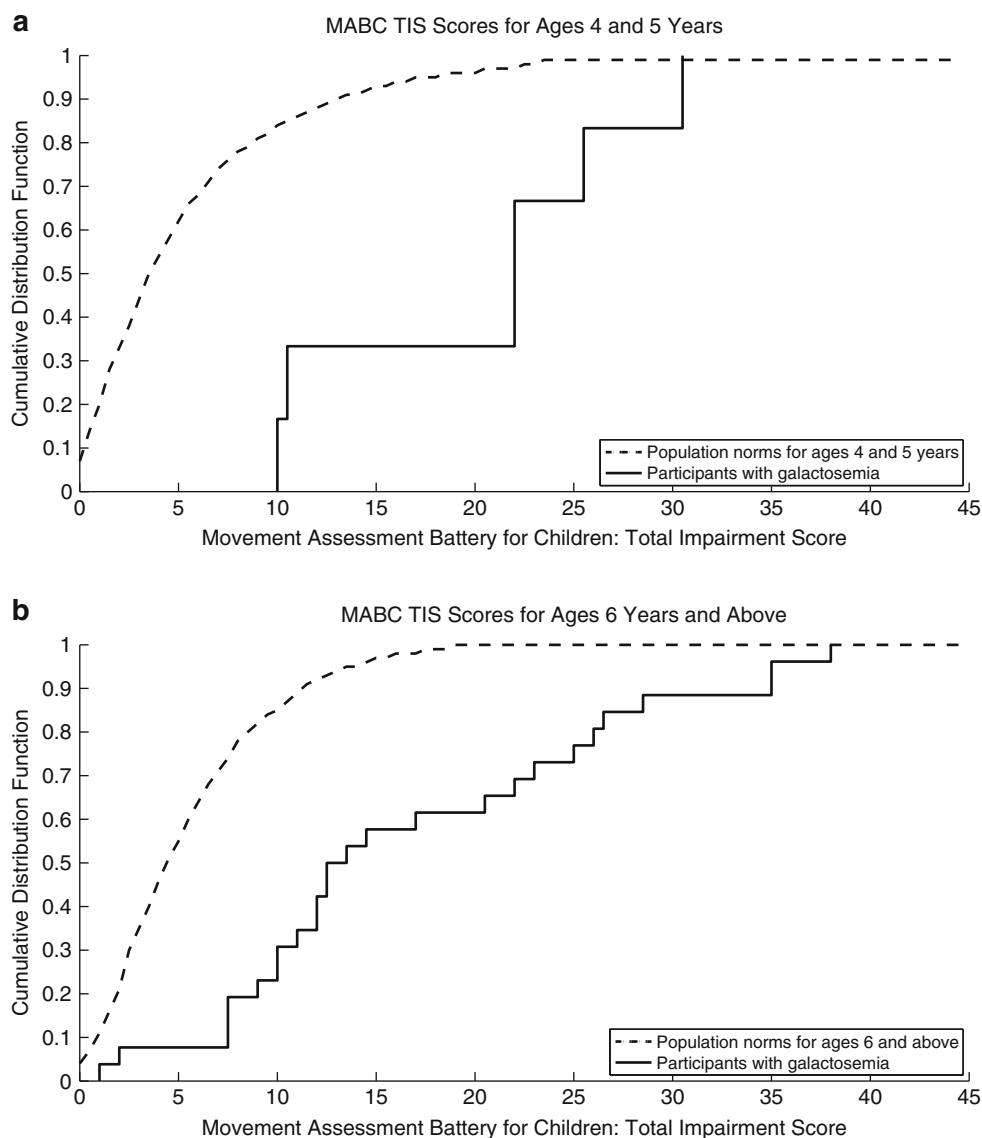 a
MABC TIS Scores for Ages 4 and 5 Years
Cumulative Distribution Function
1
0.9
0.8
0.7
0.6
0.5
0.4
0.3
0.2
0.1
0
Population norms for ages 4 and 5 years
Participants with galactosemia
0 5 10 15 20 25 30 35 40 45
Movement Assessment Battery for Children: Total Impairment Score
b
MABC TIS Scores for Ages 6 Years and Above
Cumulative Distribution Function
1
0.9
0.8
0.7
0.6
0.5
0.4
0.3
0.2
0.1
0
Population norms for ages 6 and above
Participants with galactosemia
0 5 10 15 20 25 30 35 40 45
Movement Assessment Battery for Children: Total Impairment Score